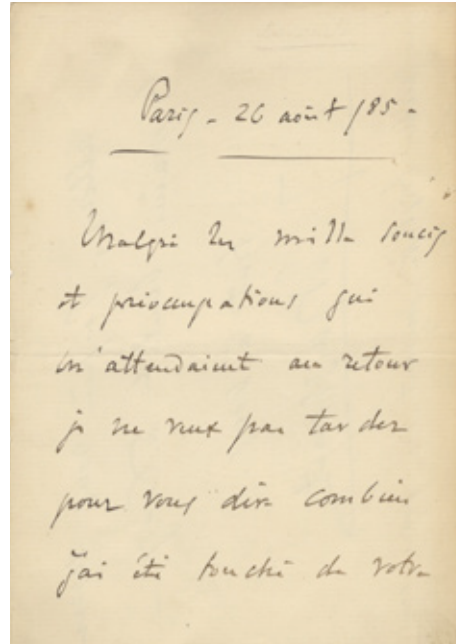 Paris - 26 août /85 -
Malgré les mille soucis
et préoccupations qui
m'attendaient au retour
je ne veux pas tarder
pour vous dire combien
j'ai été touché de votre